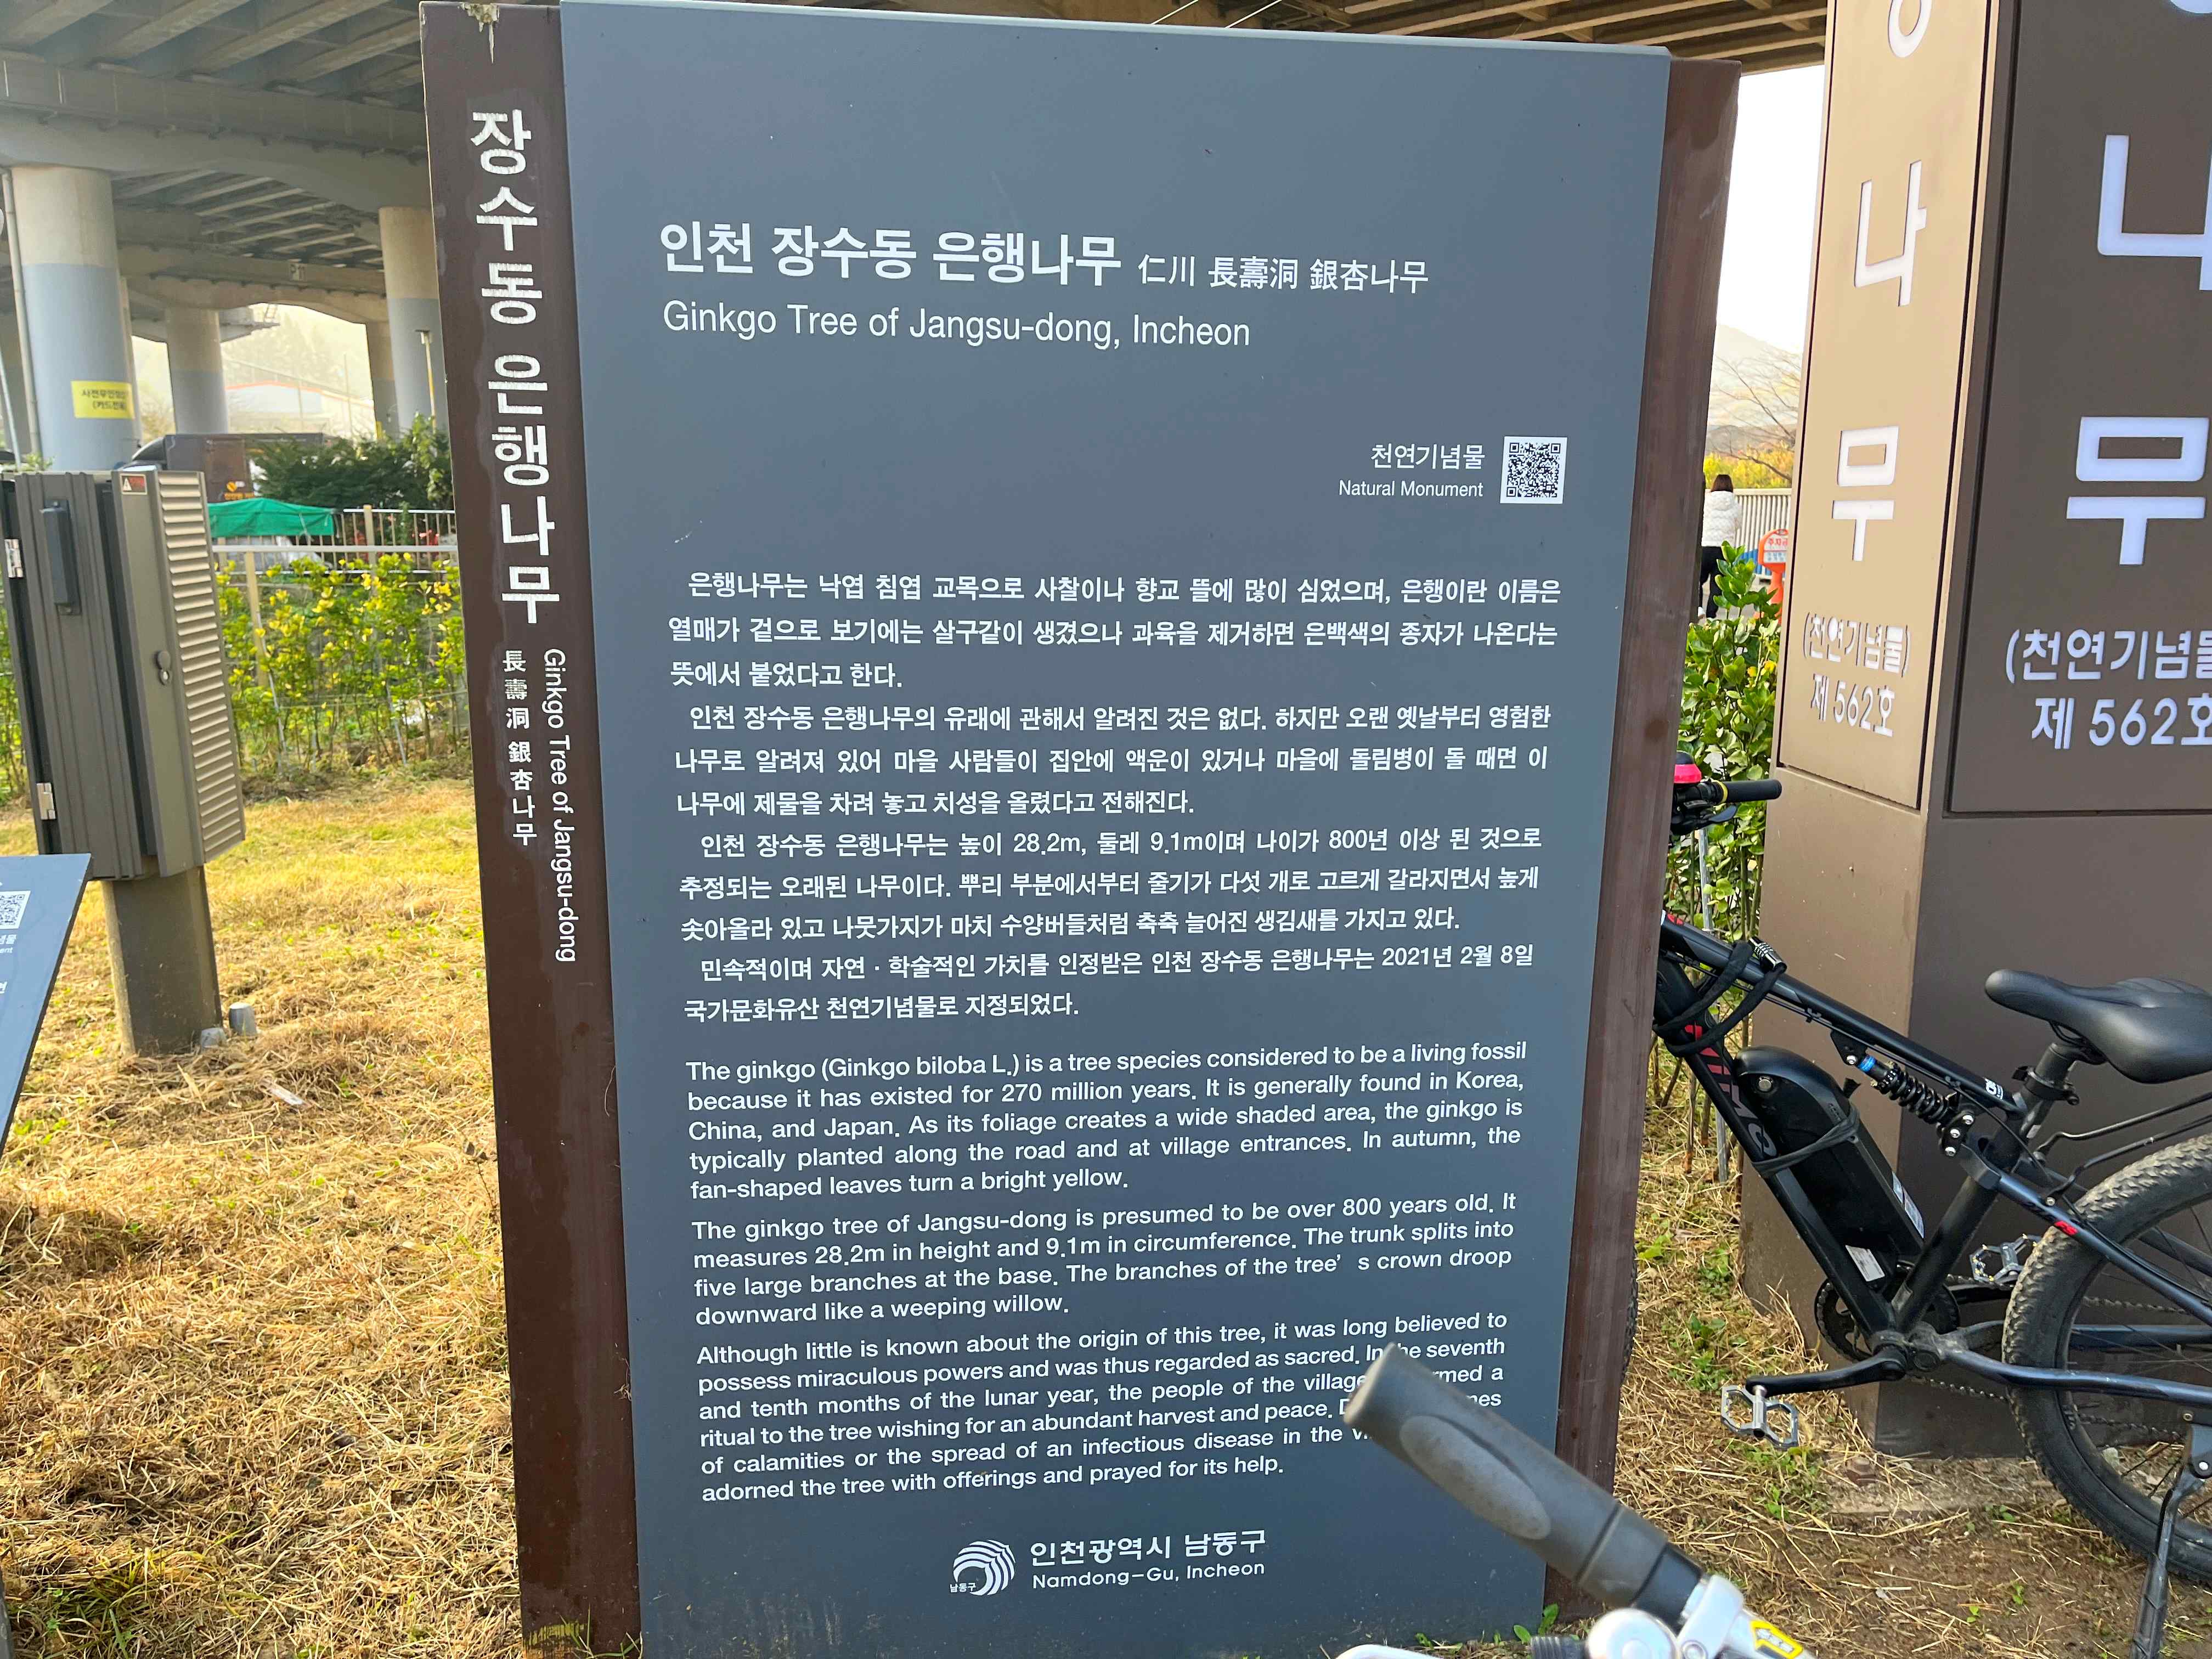 장수동 은행나무
長壽洞 銀杏나무
Ginkgo Tree of Jangsu-dong
인천 장수동 은행나무 仁川 長壽洞 銀杏나무
Ginkgo Tree of Jangsu-dong, Incheon
천연기념물
Natural Monument
은행나무는 낙엽 침엽 교목으로 사찰이나 향교 뜰에 많이 심었으며, 은행이란 이름은
열매가 겉으로 보기에는 살구같이 생겼으나 과육을 제거하면 은백색의 종자가 나온다는
뜻에서 붙었다고 한다.
인천 장수동 은행나무의 유래에 관해서 알려진 것은 없다. 하지만 오랜 옛날부터 영험한
나무로 알려져 있어 마을 사람들이 집안에 액운이 있거나 마을에 돌림병이 돌 때면 이
나무에 제물을 차려 놓고 치성을 올렸다고 전해진다.
인천 장수동 은행나무는 높이 28.2m, 둘레 9.1m이며 나이가 800년 이상 된 것으로
추정되는 오래된 나무이다. 뿌리 부분에서부터 줄기가 다섯 개로 고르게 갈라지면서 높게
솟아올라 있고 나뭇가지가 마치 수양버들처럼 축축 늘어진 생김새를 가지고 있다.
민속적이며 자연 · 학술적인 가치를 인정받은 인천 장수동 은행나무는 2021년 2월 8일
국가문화유산 천연기념물로 지정되었다.
The ginkgo (Ginkgo biloba L.) is a tree species considered to be a living fossil
because it has existed for 270 million years. It is generally found in Korea,
China, and Japan. As its foliage creates a wide shaded area, the ginkgo is
typically planted along the road and at village entrances. In autumn, the
fan-shaped leaves turn a bright yellow.
The ginkgo tree of Jangsu-dong is presumed to be over 800 years old. It
measures 28.2m in height and 9.1m in circumference. The trunk splits into
five large branches at the base. The branches of the tree's crown droop
downward like a weeping willow.
Although little is known about the origin of this tree, it was long believed to
possess miraculous powers and was thus regarded as sacred. In the seventh
and tenth months of the lunar year, the people of the village a
ritual to the tree wishing for an abundant harvest and peace.
of calamities or the spread of an infectious disease in the
adorned the tree with offerings and prayed for its help.
남동구
인천광역시 남동구
Namdong-Gu, Incheon
나무
(천연기념물)
제 562호
나무
(천연기념물
제 562호
(카드전용)